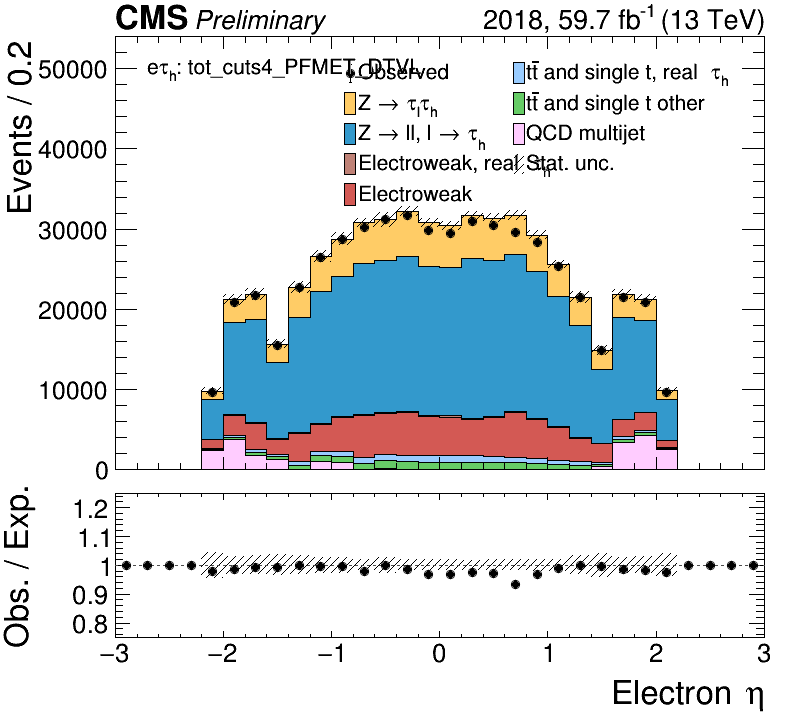 CMS Preliminary 2018, 59.7 fb⁻¹ (13 TeV)
eτh: tot_cuts4_PFMET_DTVL
Observed
Z → τlτh
Z → ll, l → τh
Electroweak, real τh
Electroweak
tt̄ and single t, real τh
tt̄ and single t other
QCD multijet
Stat. unc.
Events / 0.2
50000
40000
30000
20000
10000
0
Obs. / Exp.
1.2
1.1
1
0.9
0.8
−3 −2 −1 0 1 2 3
Electron η